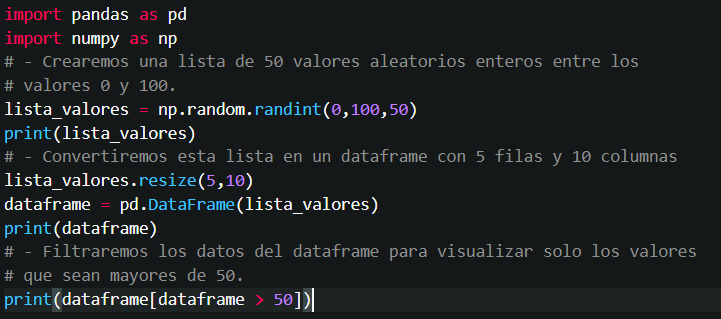 import pandas as pd
import numpy as np
# - Crearemos una lista de 50 valores aleatorios enteros entre los
# valores 0 y 100.
lista_valores = np.random.randint(0,100,50)
print(lista_valores)
# - Convertiremos esta lista en un dataframe con 5 filas y 10 columnas
lista_valores.resize(5,10)
dataframe = pd.DataFrame(lista_valores)
print(dataframe)
# - Filtraremos los datos del dataframe para visualizar solo los valores
# que sean mayores de 50.
print(dataframe[dataframe > 50])